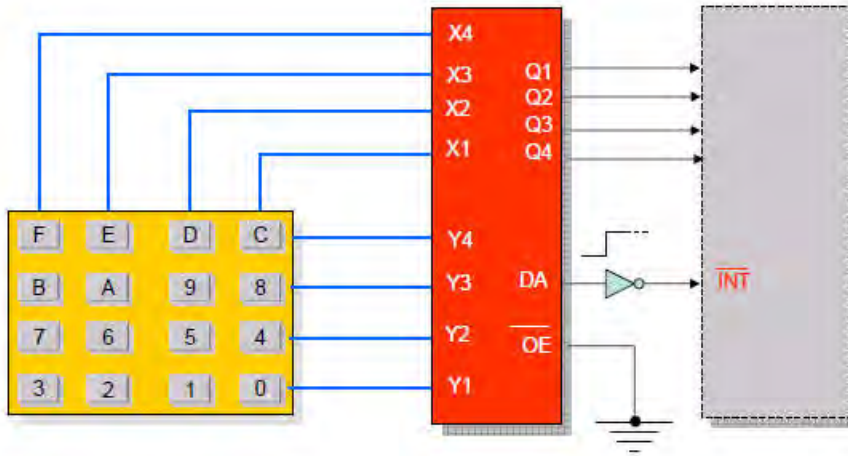 X4
X3
X2
X1
Y4
Y3
Y2
Y1
Q1
Q2
Q3
Q4
DA
OE
INT
F E D C
B A 9 8
7 6 5 4
3 2 1 0